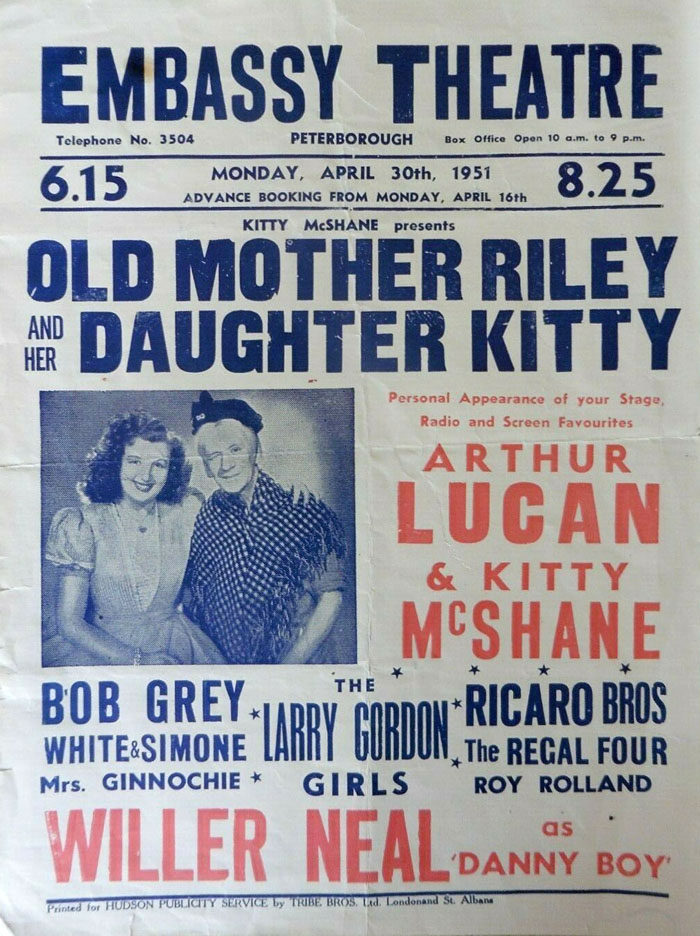 EMBASSY THEATRE
Telephone No. 3504 PETERBOROUGH Box Office Open 10 a.m. to 9 p.m.
6.15 MONDAY, APRIL 30th, 1951 8.25
ADVANCE BOOKING FROM MONDAY, APRIL 16th
KITTY McSHANE presents
OLD MOTHER RILEY
AND HER DAUGHTER KITTY
Personal Appearance of your Stage,
Radio and Screen Favourites
ARTHUR
LUCAN
& KITTY
McSHANE
BOB GREY
WHITE & SIMONE
Mrs. GINNOCHIE
THE
LARRY GORDON
GIRLS
RICARO BROS
The REGAL FOUR
ROY ROLLAND
WILLER NEAL as
'DANNY BOY'
Printed for HUDSON PUBLICITY SERVICE by TRIBE BROS. Ltd. Londonand St. Albans